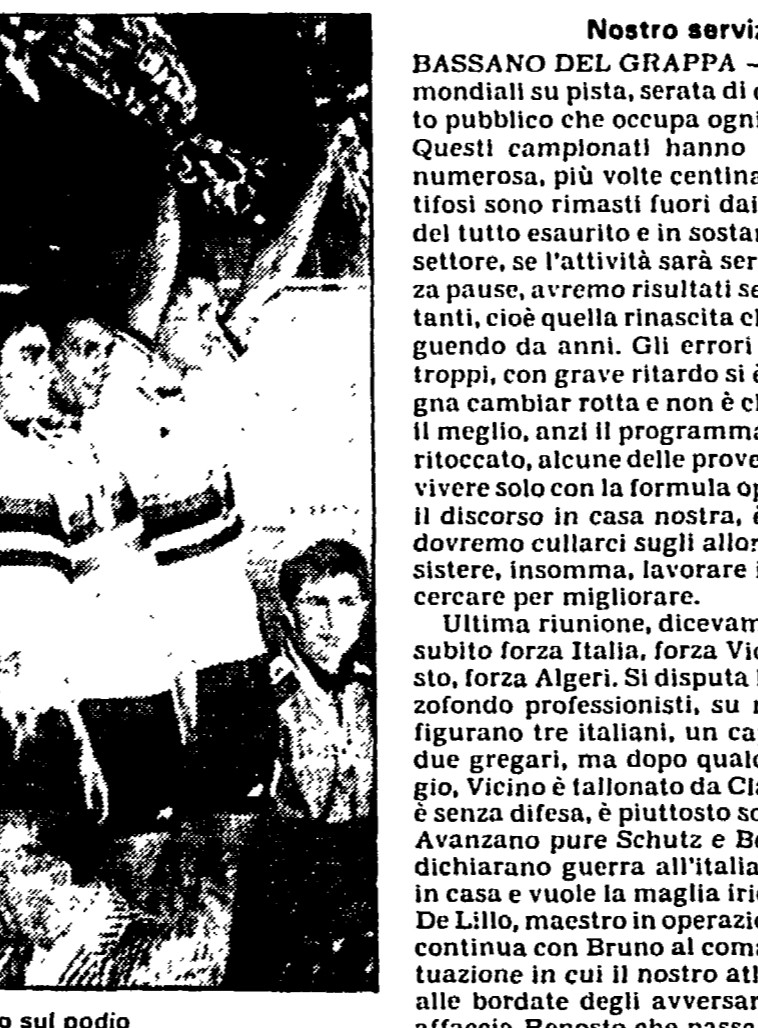 Nostro serviz
BASSANO DEL GRAPPA –
mondiali su pista, serata di
to pubblico che occupa ogni
Questi campionati hanno
numerosa, più volte centina
tifosi sono rimasti fuori dai
del tutto esaurito e in sostan
settore, se l'attività sarà ser
za pause, avremo risultati se
tanti, cioè quella rinascita ch
guendo da anni. Gli errori
troppi, con grave ritardo si è
gna cambiar rotta e non è ch
il meglio, anzi il programma
ritoccato, alcune delle prove
vivere solo con la formula op
il discorso in casa nostra, è
dovremo cullarci sugli allor
sistere, insomma, lavorare i
cercare per migliorare.
Ultima riunione, dicevam
subito forza Italia, forza Vic
sto, forza Algeri. Si disputa
zofondo professionisti, su
figurano tre italiani, un ca
due gregari, ma dopo qualc
gio, Vicino è tallonato da Cla
è senza difesa, è piuttosto so
Avanzano pure Schutz e Be
dichiarano guerra all'italia
in casa e vuole la maglia irid
De Lillo, maestro in operazio
continua con Bruno al coma
tuazione in cui il nostro atl
alle bordate degli avversar
affaccia Renosto che passa
o sul podio